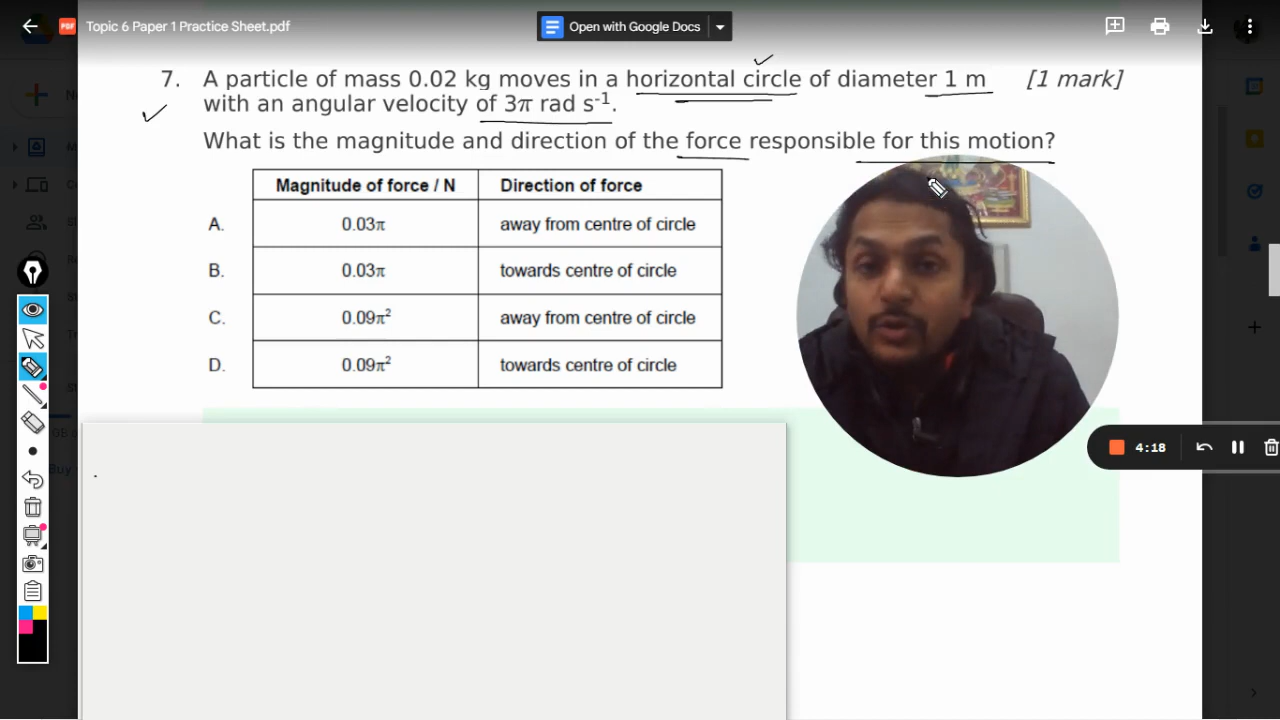 Topic 6 Paper 1 Practice Sheet.pdf
Open with Google Docs
7. A particle of mass 0.02 kg moves in a horizontal circle of diameter 1 m [1 mark]
with an angular velocity of 3π rad s⁻¹.
What is the magnitude and direction of the force responsible for this motion?
Magnitude of force / N Direction of force
A. 0.03π away from centre of circle
B. 0.03π towards centre of circle
C. 0.09π² away from centre of circle
D. 0.09π² towards centre of circle
4:18